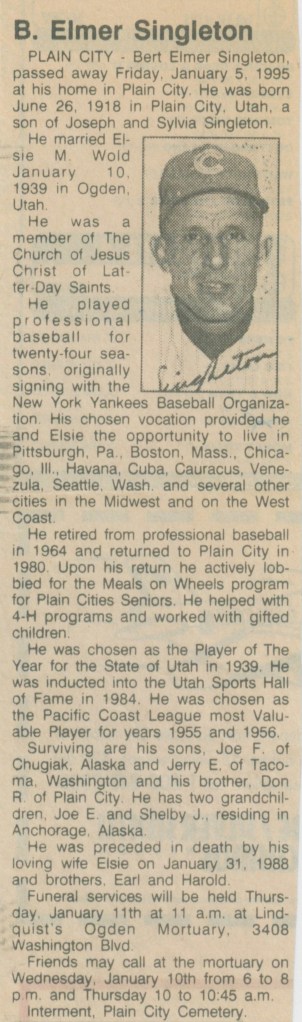 B. Elmer Singleton
PLAIN CITY - Bert Elmer Singleton,
passed away Friday, January 5, 1995
at his home in Plain City. He was born
June 26, 1918 in Plain City, Utah, a
son of Joseph and Sylvia Singleton.
He married El-
sie M. Wold
January 10,
1939 in Ogden,
Utah.
He was a
member of The
Church of Jesus
Christ of Lat-
ter-Day Saints.
He played
professional
baseball for
twenty-four sea-
sons, originally
signing with the
C
Singleton
New York Yankees Baseball Organiza-
tion. His chosen vocation provided he
and Elsie the opportunity to live in
Pittsburgh, Pa., Boston, Mass., Chica-
go, Ill., Havana, Cuba, Cauracus, Vene-
zula, Seattle, Wash. and several other
cities in the Midwest and on the West
Coast.
He retired from professional baseball
in 1964 and returned to Plain City in
1980. Upon his return he actively lob-
bied for the Meals on Wheels program
for Plain Cities Seniors. He helped with
4-H programs and worked with gifted
children.
He was chosen as the Player of The
Year for the State of Utah in 1939. He
was inducted into the Utah Sports Hall
of Fame in 1984. He was chosen as
the Pacific Coast League most Valu-
able Player for years 1955 and 1956.
Surviving are his sons, Joe F. of
Chugiak, Alaska and Jerry E. of Taco-
ma, Washington and his brother, Don
R. of Plain City. He has two grandchil-
dren, Joe E. and Shelby J., residing in
Anchorage, Alaska.
He was preceded in death by his
loving wife Elsie on January 31, 1988
and brothers, Earl and Harold.
Funeral services will be held Thurs-
day, January 11th at 11 a.m. at Lind-
quist's Ogden Mortuary, 3408
Washington Blvd.
Friends may call at the mortuary on
Wednesday, January 10th from 6 to 8
p.m. and Thursday 10 to 10:45 a.m.
Interment, Plain City Cemetery.